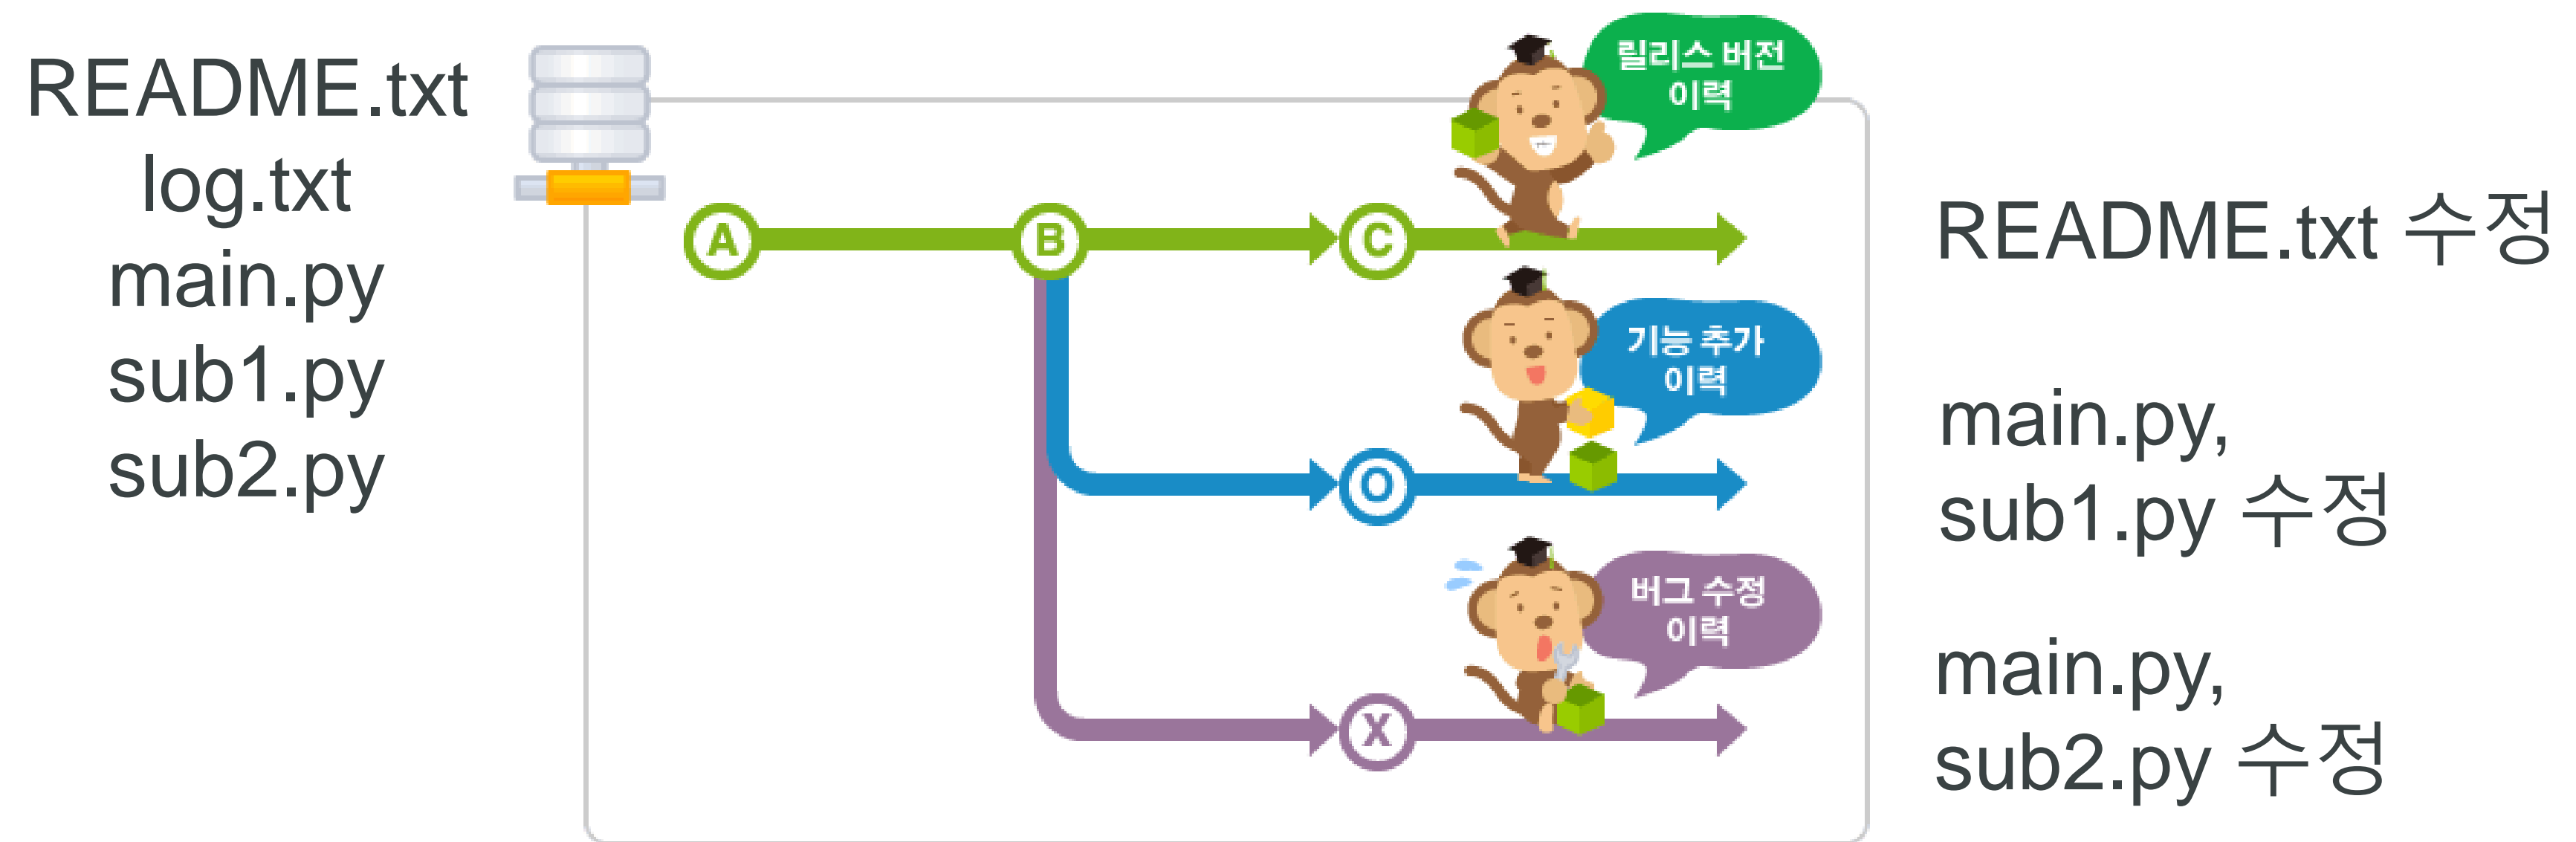 README.txt
log.txt
main.py
sub1.py
sub2.py
릴리스 버전
이력
A
B
C
README.txt 수정
기능 추가
이력
O
main.py,
sub1.py 수정
버그 수정
이력
X
main.py,
sub2.py 수정